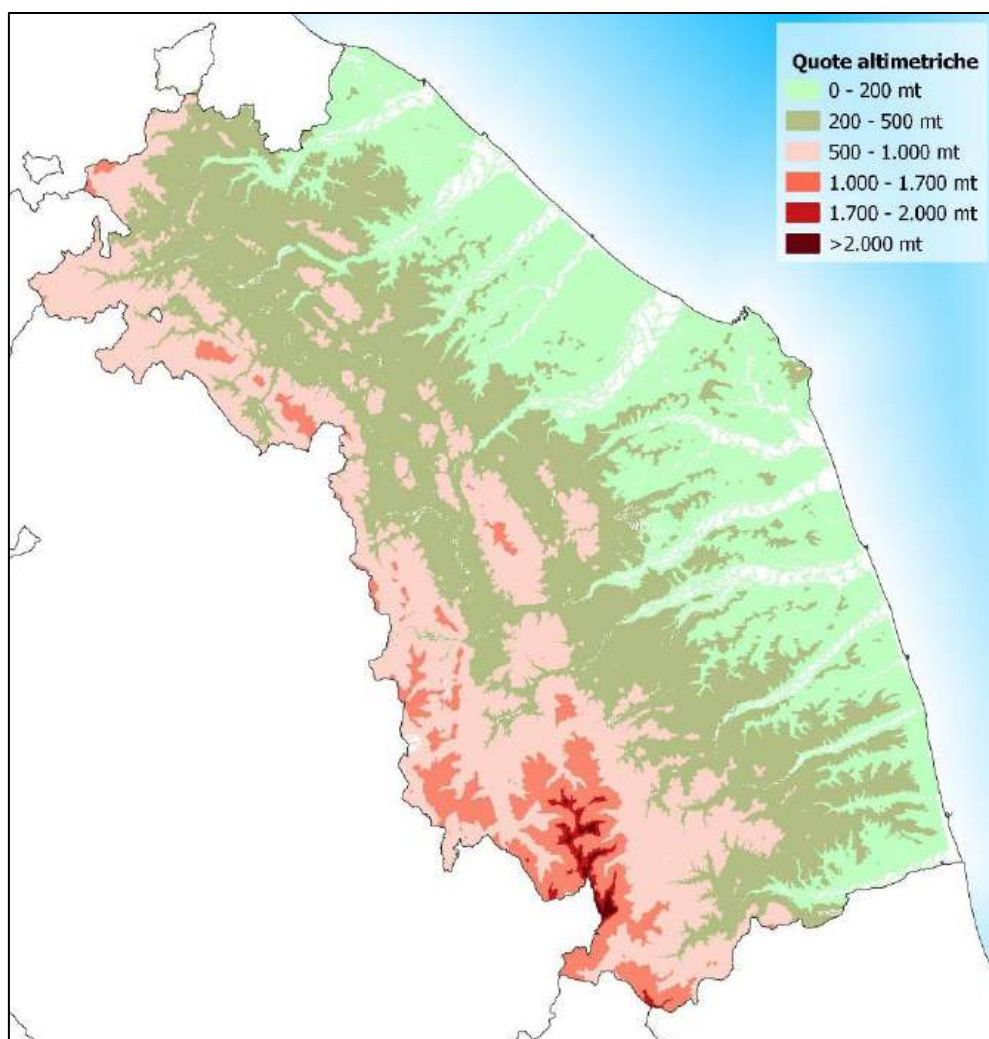 Quote altimetriche
0 - 200 mt
200 - 500 mt
500 - 1.000 mt
1.000 - 1.700 mt
1.700 - 2.000 mt
>2.000 mt